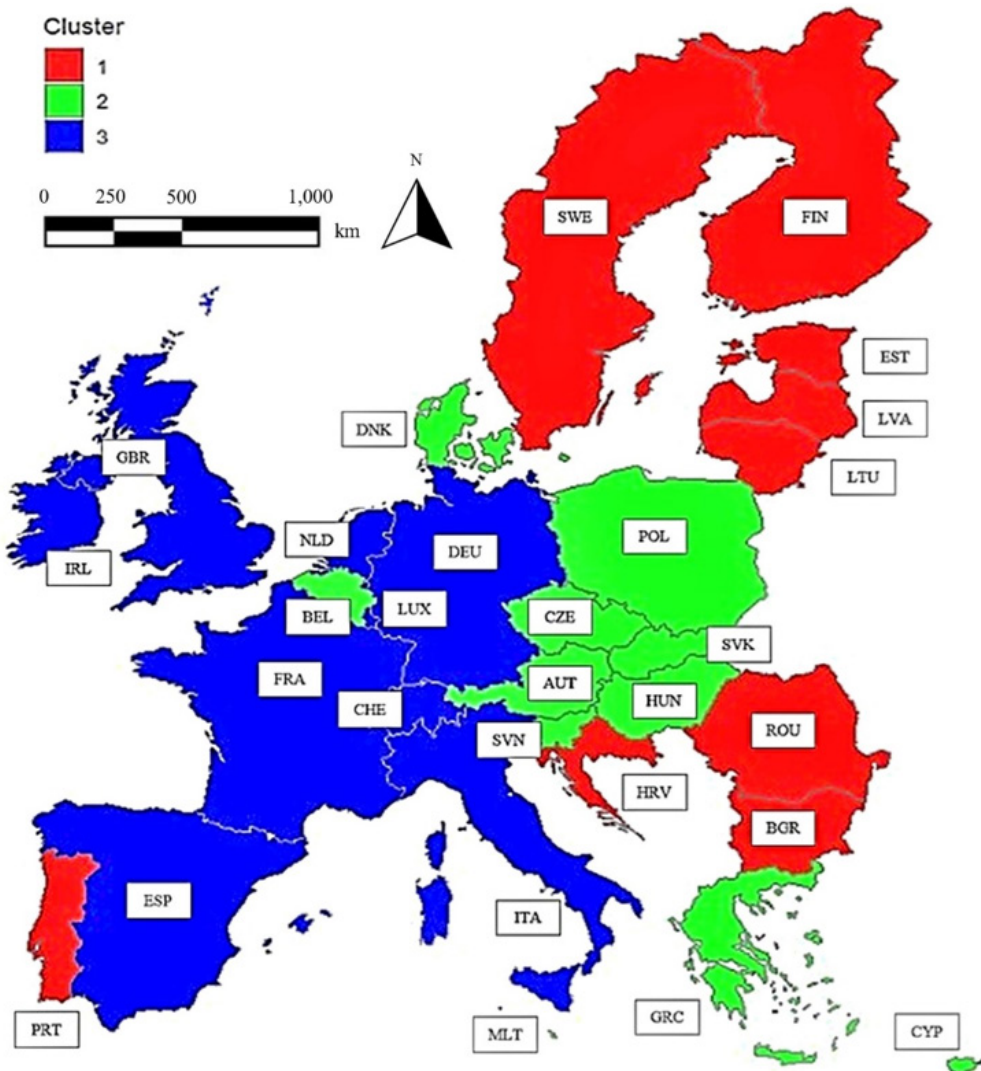 Cluster
1
2
3
0 250 500 1,000
km
N
SWE
FIN
EST
DNK
LVA
GBR
LTU
NLD
DEU
POL
IRL
BEL
LUX
CZE
SVK
FRA
AUT
CHE
HUN
SVN
ROU
HRV
BGR
ESP
ITA
PRT
MLT
GRC
CYP